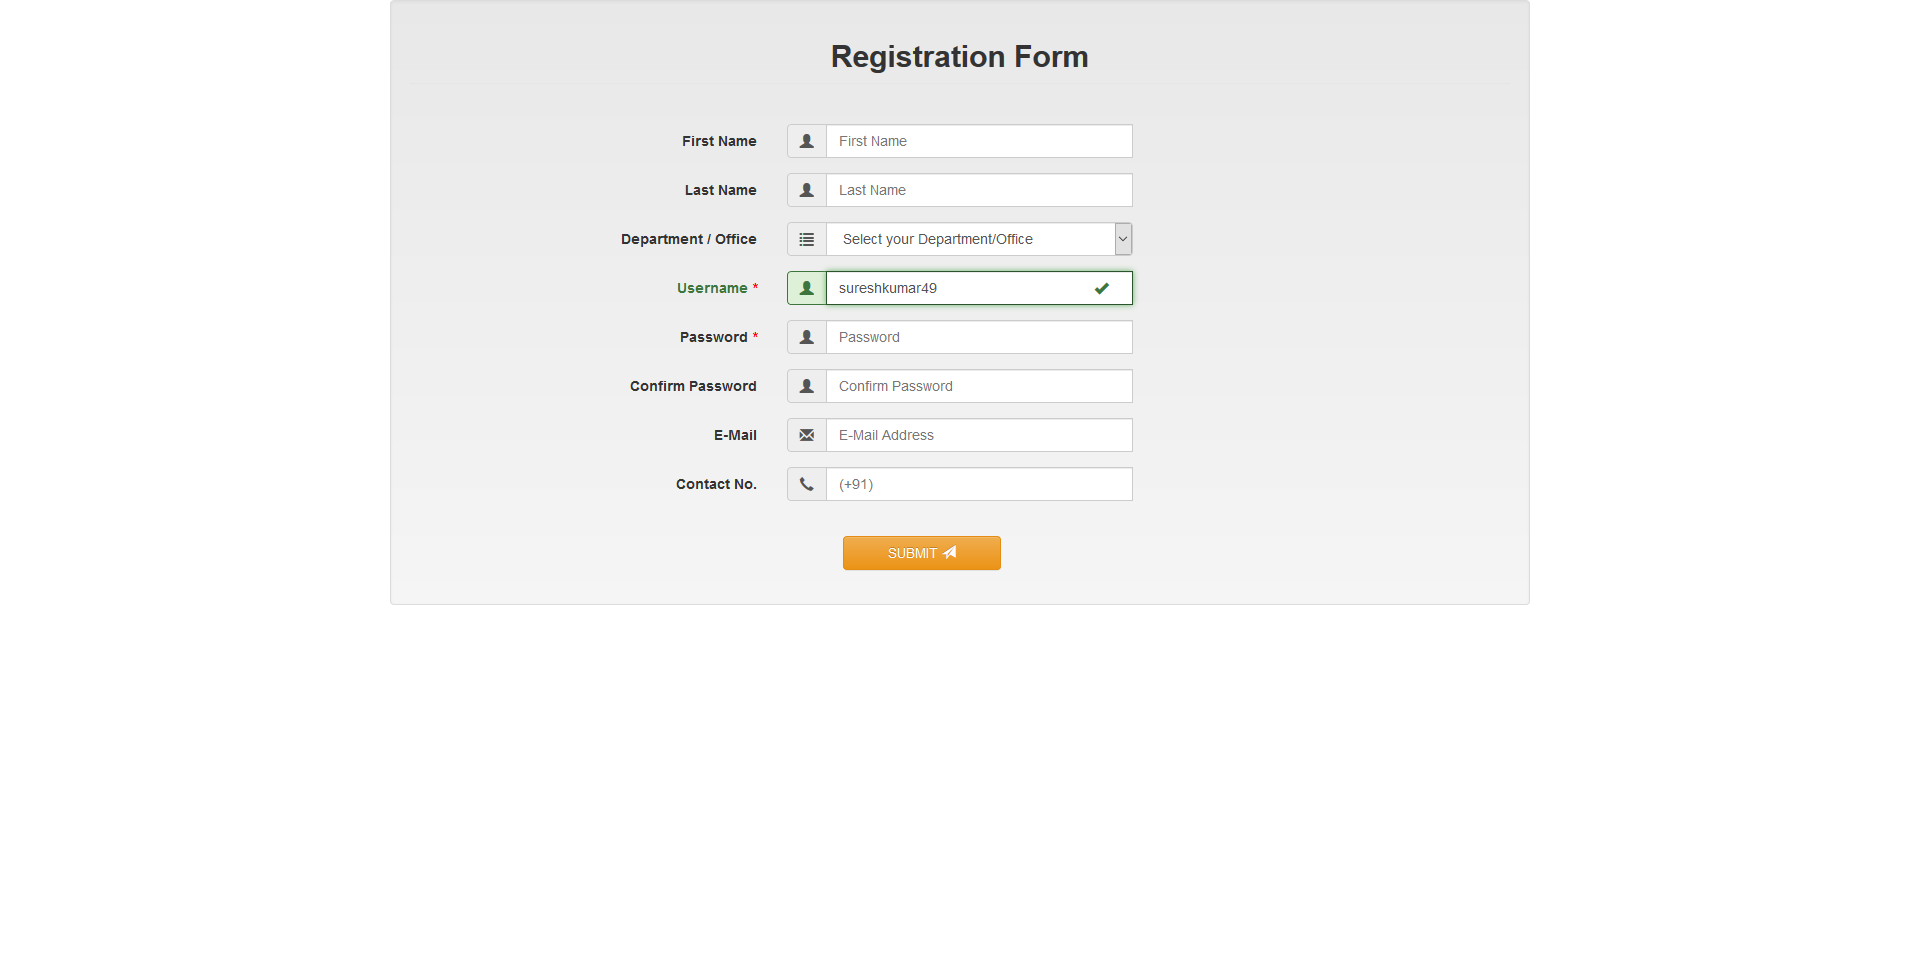 Registration Form
First Name First Name
Last Name Last Name
Department / Office Select your Department/Office
Username * sureshkumar49
Password * Password
Confirm Password Confirm Password
E-Mail E-Mail Address
Contact No. (+91)
SUBMIT